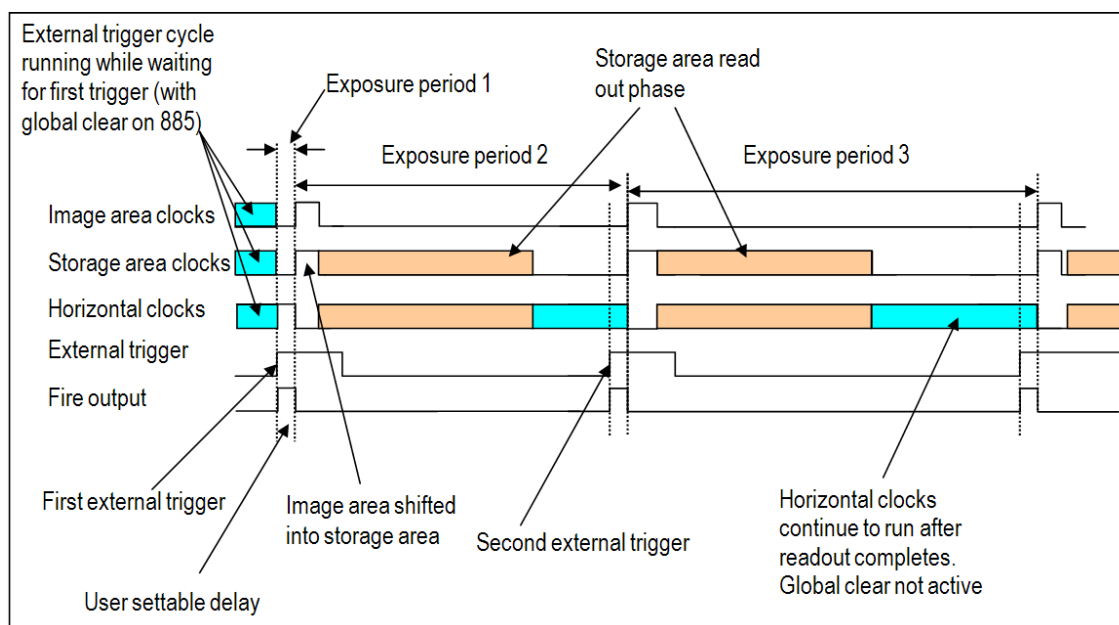 External trigger cycle
running while waiting
for first trigger (with
global clear on 885)
Exposure period 1
Storage area read
out phase
Exposure period 2
Exposure period 3
Image area clocks
Storage area clocks
Horizontal clocks
External trigger
Fire output
First external trigger
Image area shifted
into storage area
Second external trigger
Horizontal clocks
continue to run after
readout completes.
Global clear not active
User settable delay